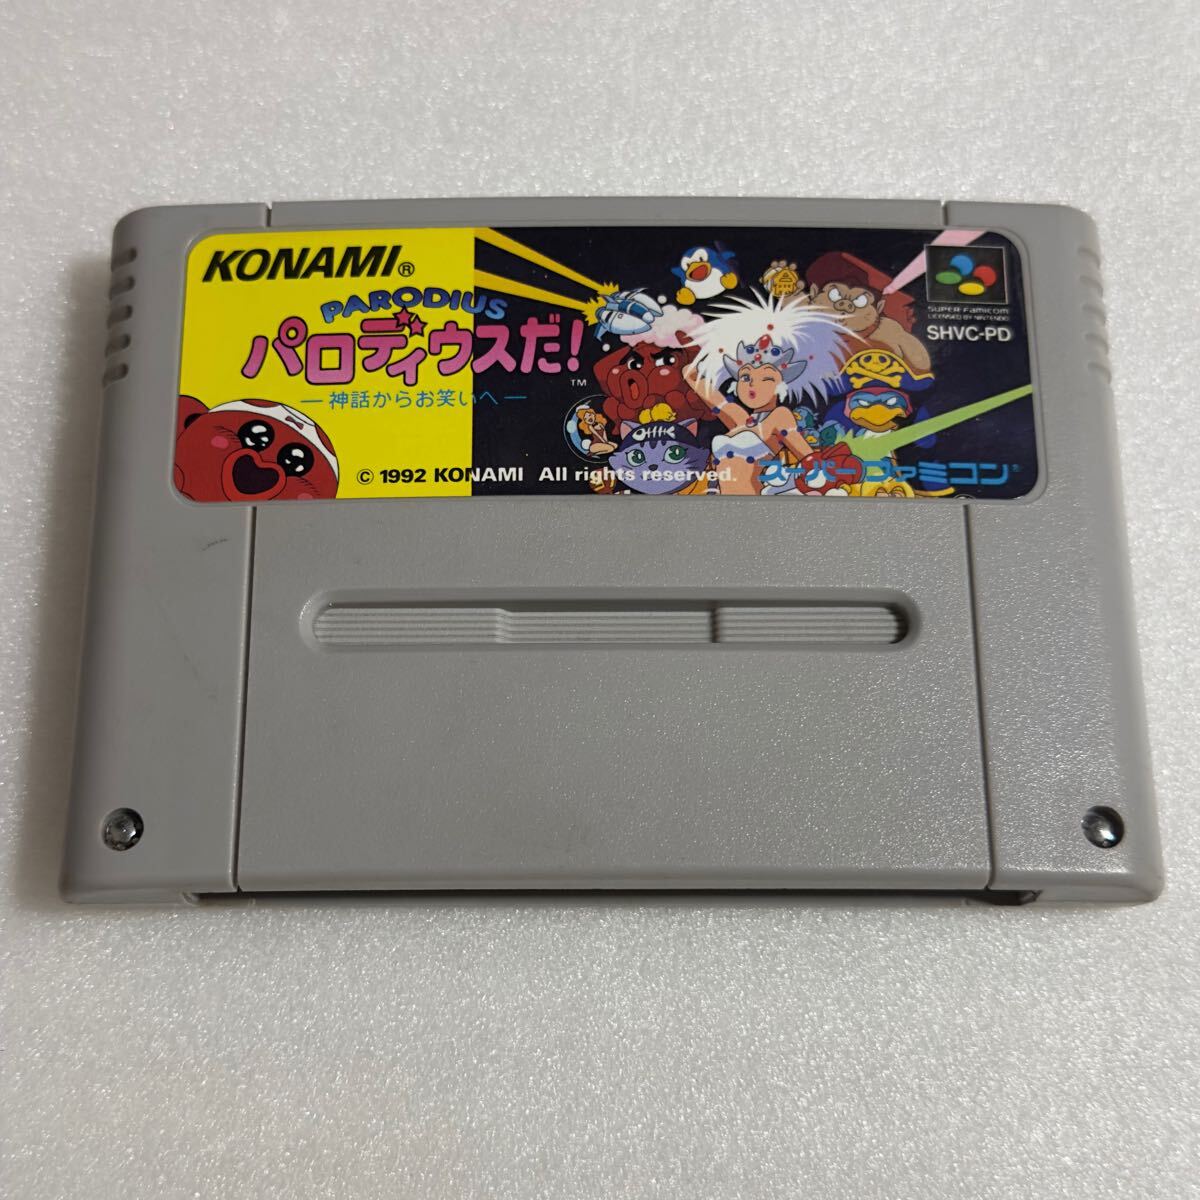 KONAMI®
PARODIUS
パロディウスだ!
TM
―神話からお笑いへ―
© 1992 KONAMI All rights reserved.
SUPER FAMICOM
LICENSED BY NINTENDO
SHVC-PD
スーパーファミコン®